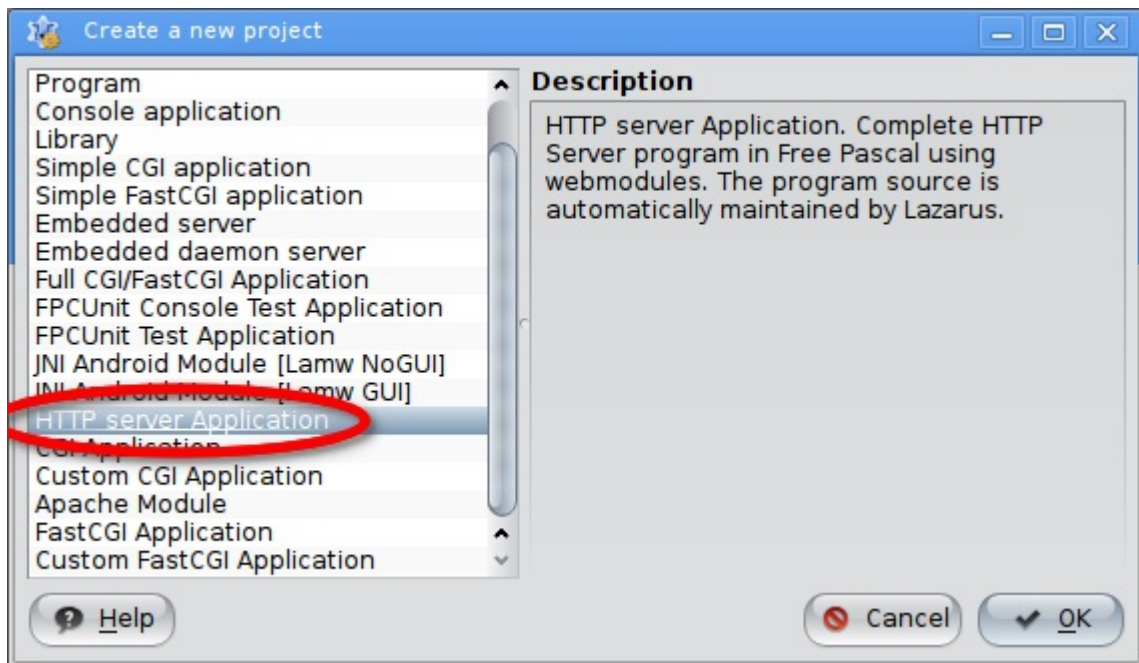 Create a new project
Program
Console application
Library
Simple CGI application
Simple FastCGI application
Embedded server
Embedded daemon server
Full CGI/FastCGI Application
FPCUnit Console Test Application
FPCUnit Test Application
JNI Android Module [Lamw NoGUI]
JNI Android Module [Lamw GUI]
HTTP server Application
CGI Application
Custom CGI Application
Apache Module
FastCGI Application
Custom FastCGI Application
Description
HTTP server Application. Complete HTTP
Server program in Free Pascal using
webmodules. The program source is
automatically maintained by Lazarus.
Help
Cancel
OK